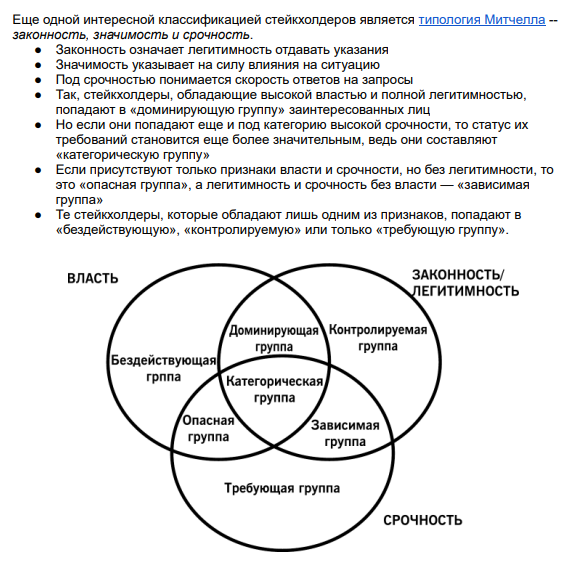 Еще одной интересной классификацией стейкхолдеров является типология Митчелла --
законность, значимость и срочность.
● Законность означает легитимность отдавать указания
● Значимость указывает на силу влияния на ситуацию
● Под срочностью понимается скорость ответов на запросы
● Так, стейкхолдеры, обладающие высокой властью и полной легитимностью,
попадают в «доминирующую группу» заинтересованных лиц
● Но если они попадают еще и под категорию высокой срочности, то статус их
требований становится еще более значительным, ведь они составляют
«категорическую группу»
● Если присутствуют только признаки власти и срочности, но без легитимности, то
это «опасная группа», а легитимность и срочность без власти — «зависимая
группа»
● Те стейкхолдеры, которые обладают лишь одним из признаков, попадают в
«бездействующую», «контролируемую» или только «требующую группу».
ВЛАСТЬ
ЗАКОННОСТЬ/
ЛЕГИТИМНОСТЬ
Доминирующая
группа
Контролируемая
группа
Бездействующая
грппа
Категорическая
группа
Опасная
группа
Зависимая
группа
Требующая группа
СРОЧНОСТЬ